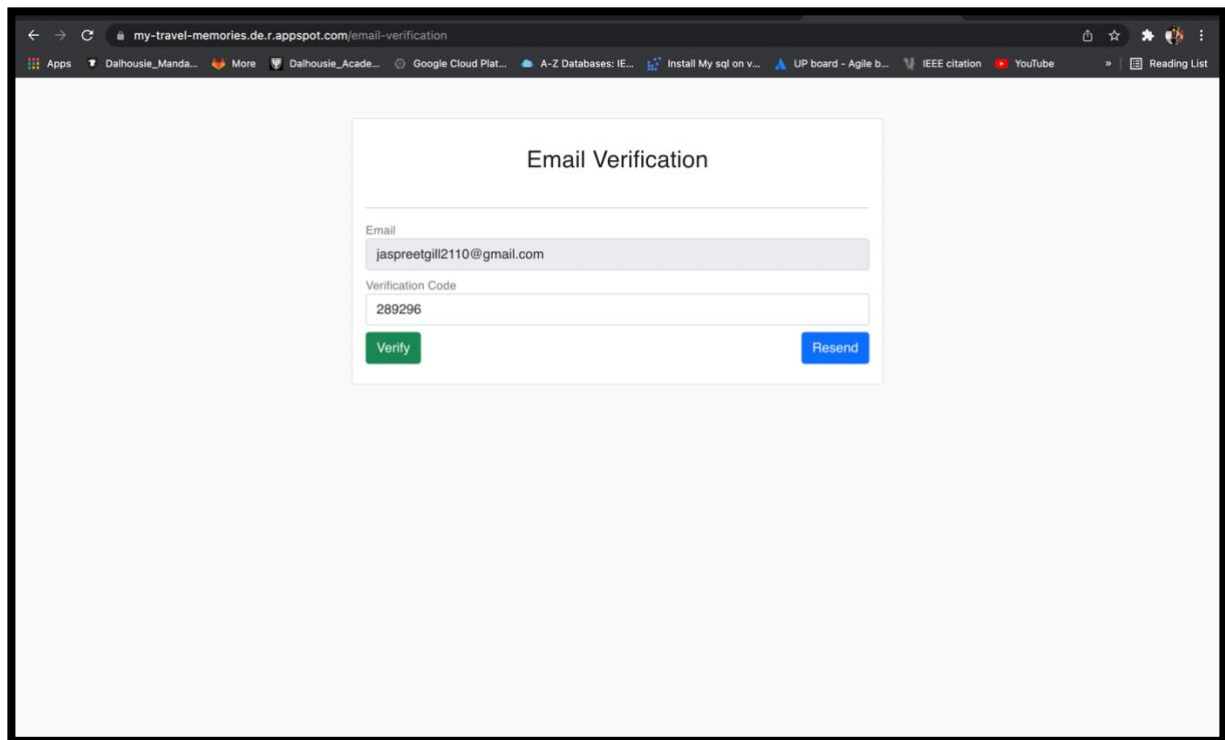 my-travel-memories.de.r.appspot.com/email-verification
Apps Dalhousie_Manda... More Dalhousie_Acade... Google Cloud Plat... A-Z Databases: IE... Install My sql on v... UP board - Agile b... IEEE citation YouTube » Reading List
Email Verification
Email
jaspreetgill2110@gmail.com
Verification Code
289296
Verify Resend